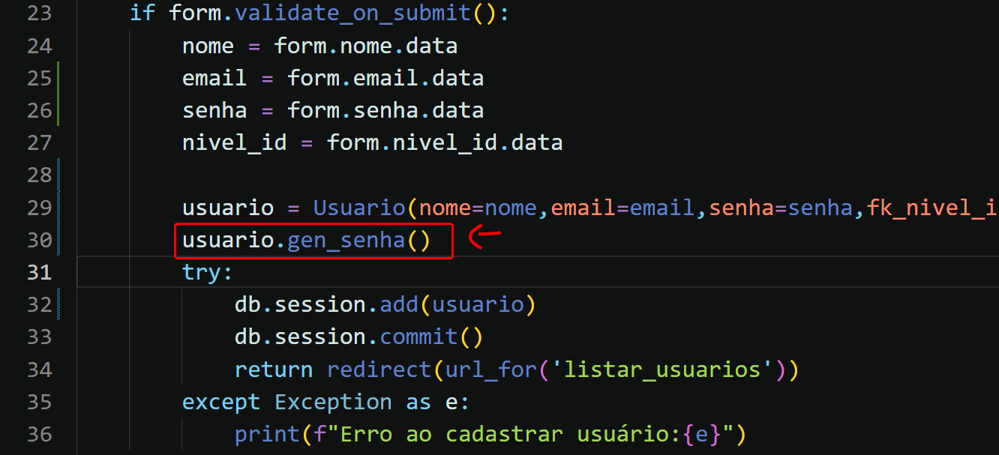 23 if form.validate_on_submit():
24 nome = form.nome.data
25 email = form.email.data
26 senha = form.senha.data
27 nivel_id = form.nivel_id.data
28
29 usuario = Usuario(nome=nome,email=email,senha=senha,fk_nivel_i
30 usuario.gen_senha()
31 try:
32 db.session.add(usuario)
33 db.session.commit()
34 return redirect(url_for('listar_usuarios'))
35 except Exception as e:
36 print(f"Erro ao cadastrar usuário:{e}")